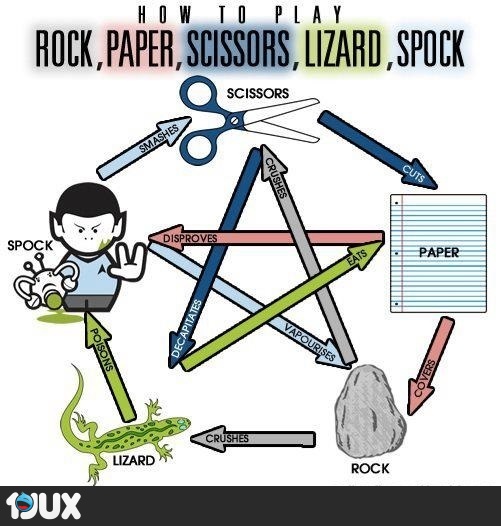 HOW TO PLAY
ROCK, PAPER, SCISSORS, LIZARD, SPOCK
SCISSORS
SMASHES
CUTS
CRUSHES
SPOCK
DISPROVES
EATS
PAPER
DECAPITATES
VAPOURISES
POISONS
COVERS
CRUSHES
LIZARD
ROCK
1UX